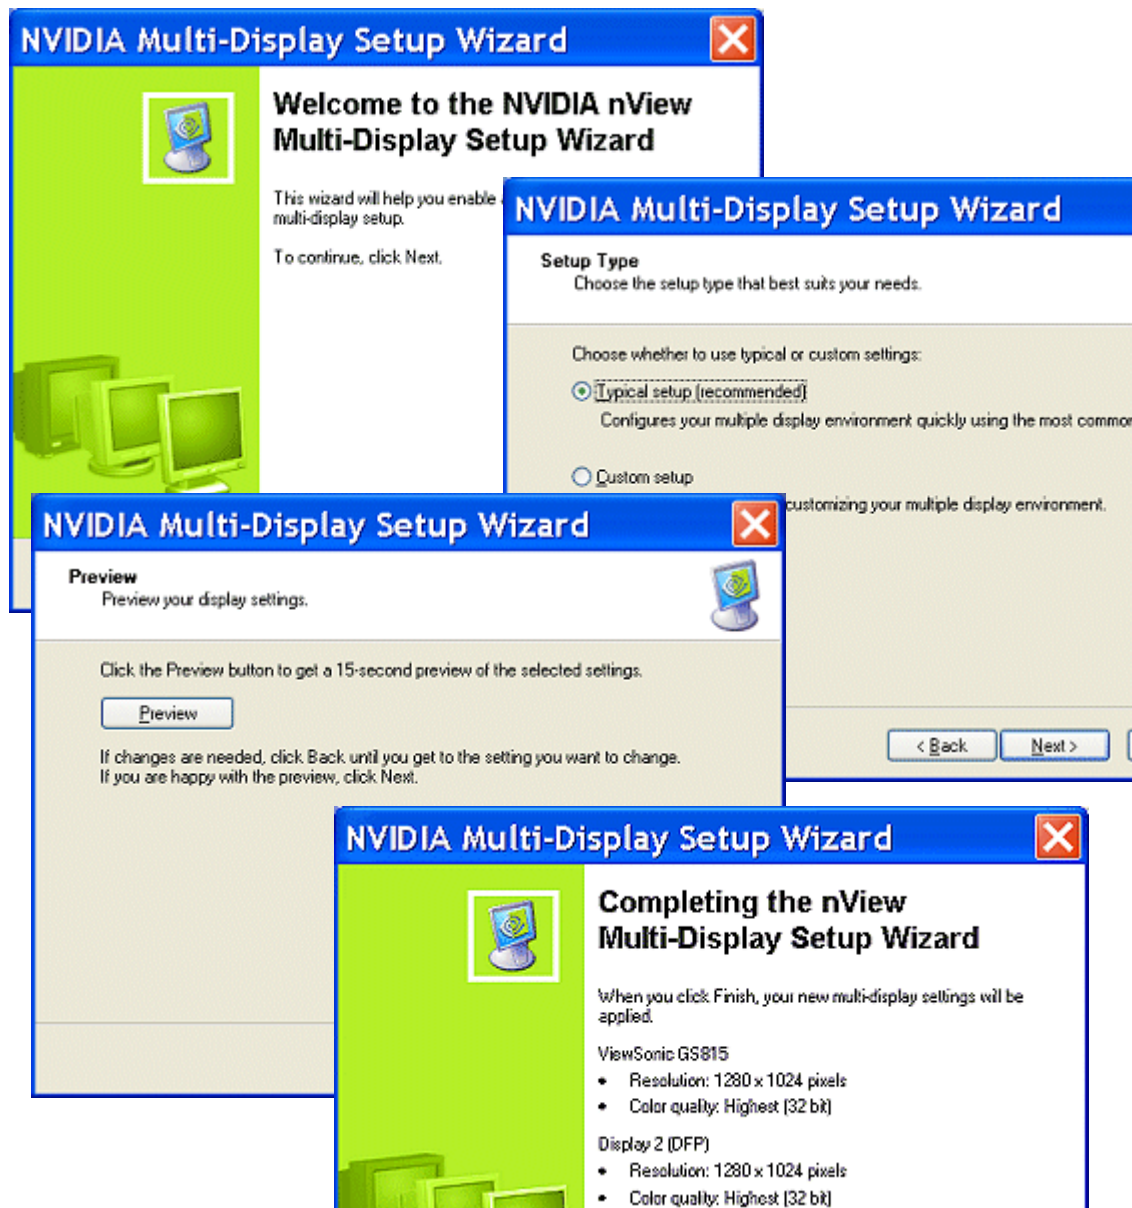 NVIDIA Multi-Display Setup Wizard
Welcome to the NVIDIA nView
Multi-Display Setup Wizard
This wizard will help you enable
multi-display setup.
To continue, click Next.
NVIDIA Multi-Display Setup Wizard
Setup Type
Choose the setup type that best suits your needs.
Choose whether to use typical or custom settings:
Typical setup (recommended)
Configures your multiple display environment quickly using the most common
Custom setup
customizing your multiple display environment.
< Back
Next >
NVIDIA Multi-Display Setup Wizard
Preview
Preview your display settings.
Click the Preview button to get a 15-second preview of the selected settings.
Preview
If changes are needed, click Back until you get to the setting you want to change.
If you are happy with the preview, click Next.
NVIDIA Multi-Display Setup Wizard
Completing the nView
Multi-Display Setup Wizard
When you click Finish, your new multi-display settings will be
applied.
ViewSonic GS815
• Resolution: 1280 x 1024 pixels
• Color quality: Highest (32 bit)
Display 2 (DFP)
• Resolution: 1280 x 1024 pixels
• Color quality: Highest (32 bit)